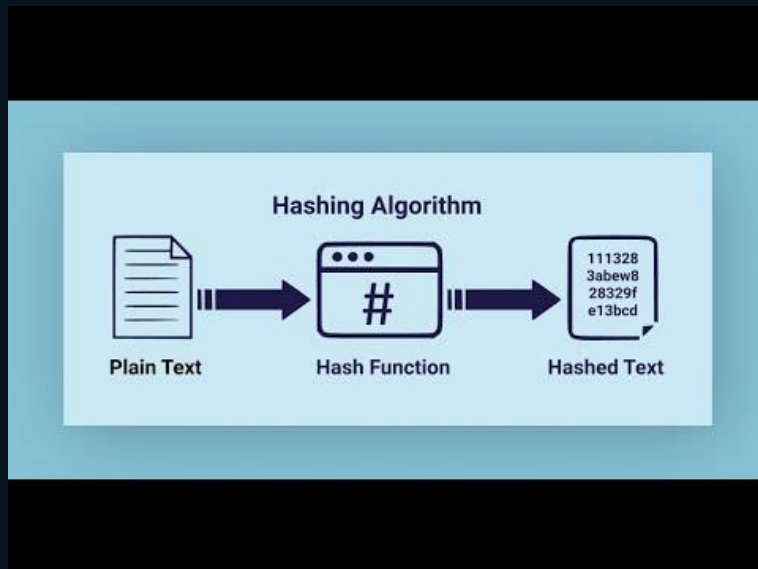 Hashing Algorithm
#
111328
3abew8
28329f
e13bcd
Plain Text
Hash Function
Hashed Text